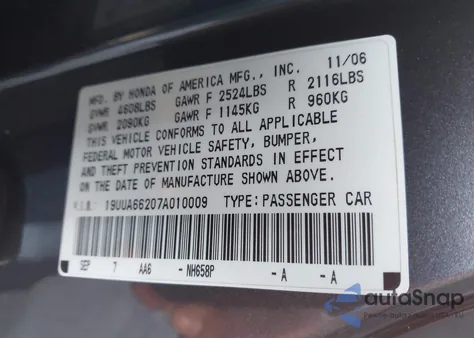 MFD. BY HONDA OF AMERICA MFG., INC. 11/06
GVWR 4608LBS GAWR F 2524LBS R 2116LBS
GVWR 2090KG GAWR F 1145KG R 960KG
THIS VEHICLE CONFORMS TO ALL APPLICABLE
FEDERAL MOTOR VEHICLE SAFETY, BUMPER,
AND THEFT PREVENTION STANDARDS IN EFFECT
ON THE DATE OF MANUFACTURE SHOWN ABOVE.
V.I.N. 19UUA66207A010009 TYPE: PASSENGER CAR
SEP 7 AA6 - NH658P - A - A
autoSnap